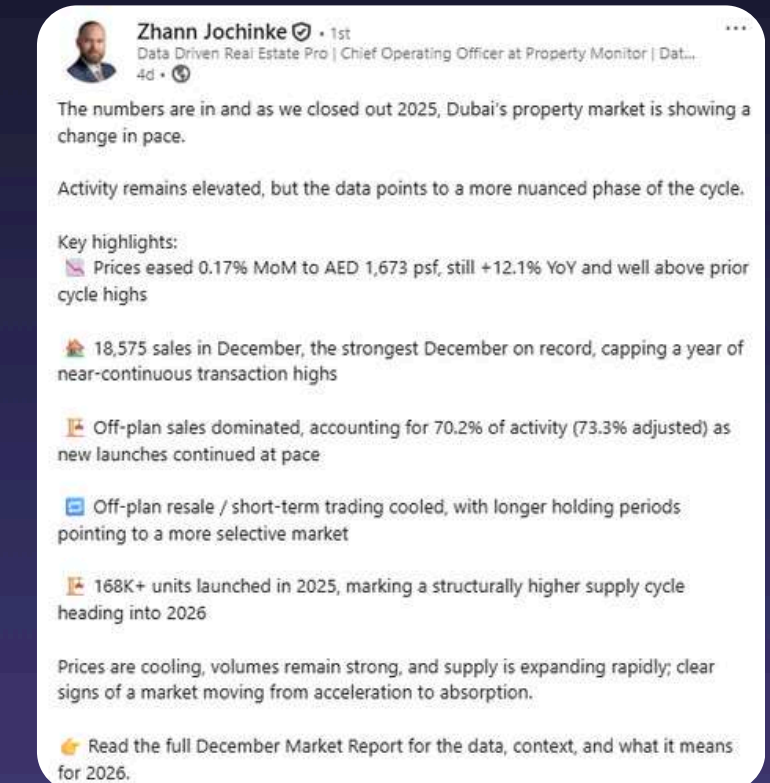 Zhann Jochinke • 1st
Data Driven Real Estate Pro | Chief Operating Officer at Property Monitor | Dat...
4d •
The numbers are in and as we closed out 2025, Dubai's property market is showing a
change in pace.
Activity remains elevated, but the data points to a more nuanced phase of the cycle.
Key highlights:
📉 Prices eased 0.17% MoM to AED 1,673 psf, still +12.1% YoY and well above prior
cycle highs
🏠 18,575 sales in December, the strongest December on record, capping a year of
near-continuous transaction highs
🏗️ Off-plan sales dominated, accounting for 70.2% of activity (73.3% adjusted) as
new launches continued at pace
🔁 Off-plan resale / short-term trading cooled, with longer holding periods
pointing to a more selective market
🏗️ 168K+ units launched in 2025, marking a structurally higher supply cycle
heading into 2026
Prices are cooling, volumes remain strong, and supply is expanding rapidly; clear
signs of a market moving from acceleration to absorption.
👉 Read the full December Market Report for the data, context, and what it means
for 2026.